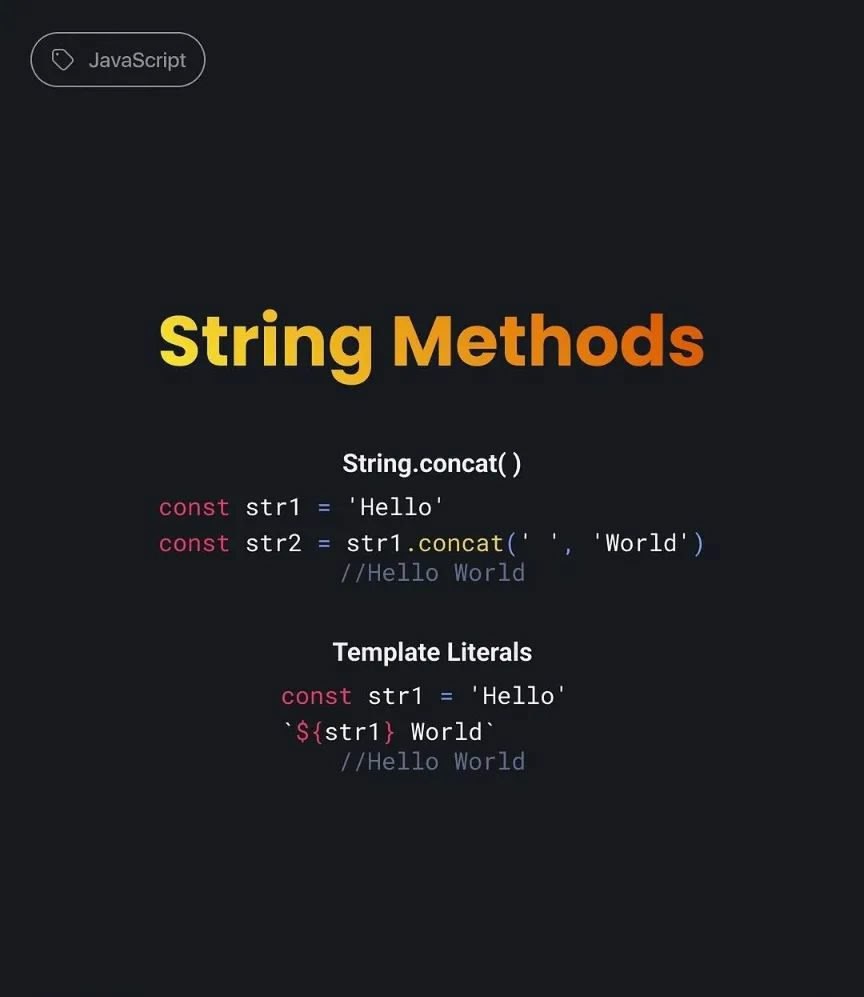 JavaScript
String Methods
String.concat( )
const str1 = 'Hello'
const str2 = str1.concat(' ', 'World')
//Hello World
Template Literals
const str1 = 'Hello'
`${str1} World`
//Hello World